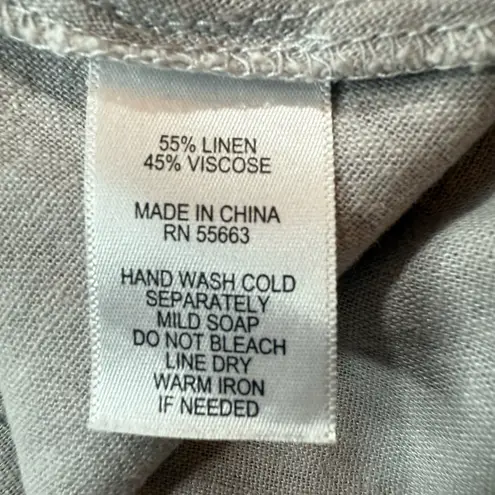 55% LINEN
45% VISCOSE
MADE IN CHINA
RN 55663
HAND WASH COLD
SEPARATELY
MILD SOAP
DO NOT BLEACH
LINE DRY
WARM IRON
IF NEEDED